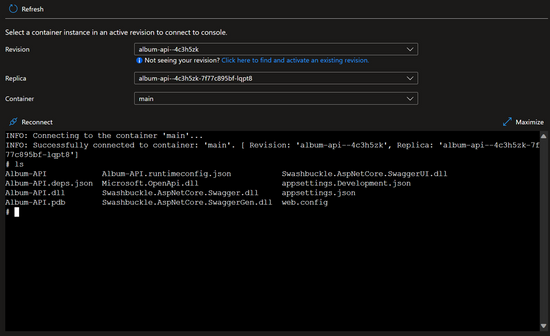 Refresh
Select a container instance in an active revision to connect to console.
Revision
album-api--4c3h5zk
Not seeing your revision? Click here to find and activate an existing revision.
Replica
album-api--4c3h5zk-7f77c895bf-lqpt8
Container
main
Reconnect
Maximize
INFO: Connecting to the container 'main'...
INFO: Successfully connected to container: 'main'. [ Revision: 'album-api--4c3h5zk', Replica: 'album-api--4c3h5zk-7f
77c895bf-lqpt8']
# ls
Album-API Album-API.runtimeconfig.json Swashbuckle.AspNetCore.SwaggerUI.dll
Album-API.deps.json Microsoft.OpenApi.dll appsettings.Development.json
Album-API.dll Swashbuckle.AspNetCore.Swagger.dll appsettings.json
Album-API.pdb Swashbuckle.AspNetCore.SwaggerGen.dll web.config
#